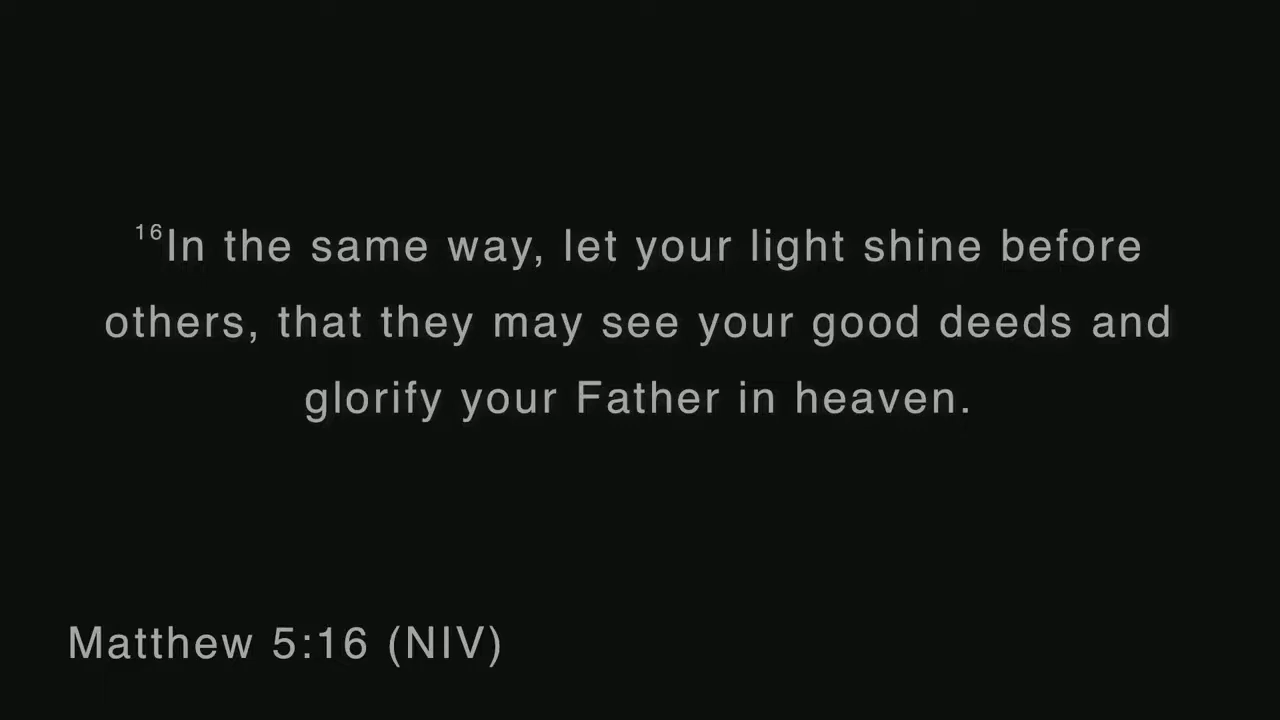 16In the same way, let your light shine before
others, that they may see your good deeds and
glorify your Father in heaven.
Matthew 5:16 (NIV)